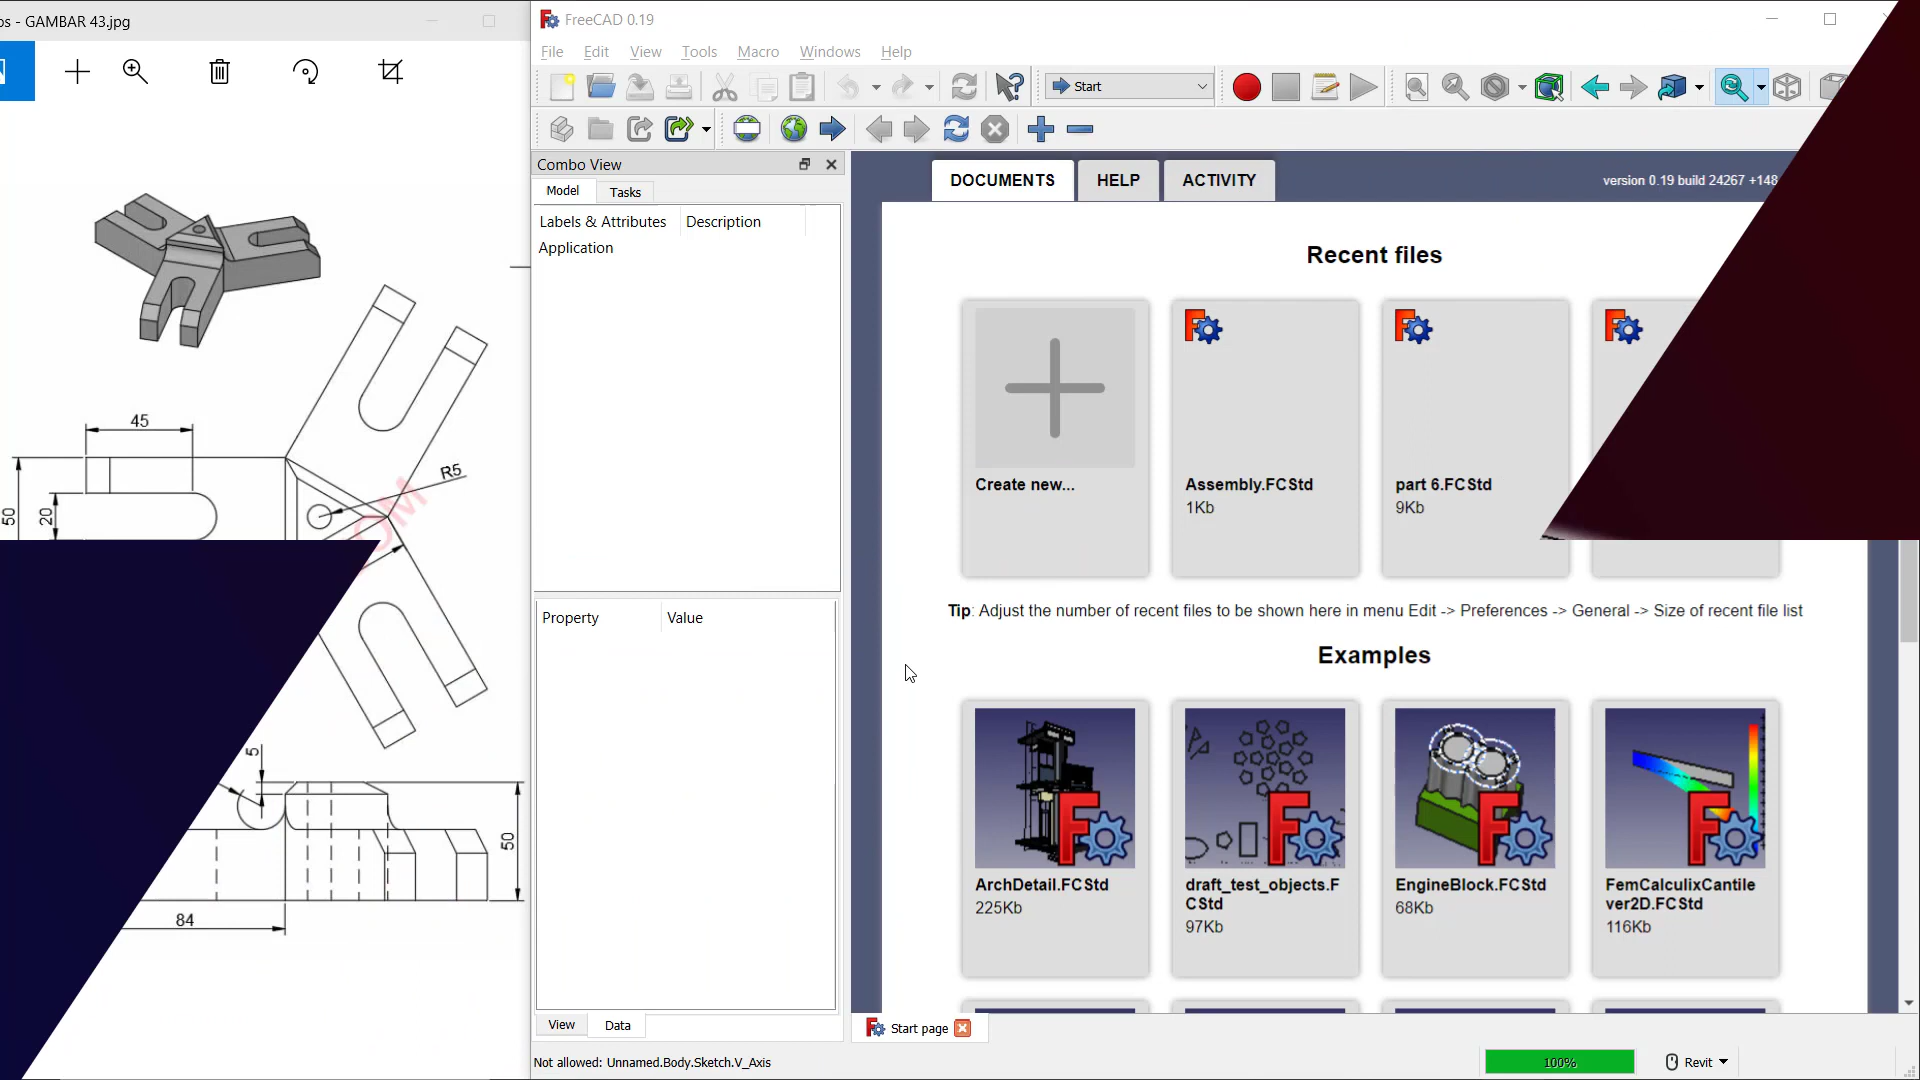 os - GAMBAR 43.jpg
FreeCAD 0.19
File Edit View Tools Macro Windows Help
Start
Combo View
Model Tasks
Labels & Attributes Description
Application
Property Value
View Data
DOCUMENTS HELP ACTIVITY
version 0.19 build 24267 +148
Recent files
Create new...
Assembly.FCStd
1Kb
part 6.FCStd
9Kb
Tip: Adjust the number of recent files to be shown here in menu Edit -> Preferences -> General -> Size of recent file list
Examples
ArchDetail.FCStd
225Kb
draft_test_objects.F
CStd
97Kb
EngineBlock.FCStd
68Kb
FemCalculixCantile
ver2D.FCStd
116Kb
Start page
Not allowed: Unnamed.Body.Sketch.V_Axis
100%
Revit
45
R5
50
20
OM
5
50
84